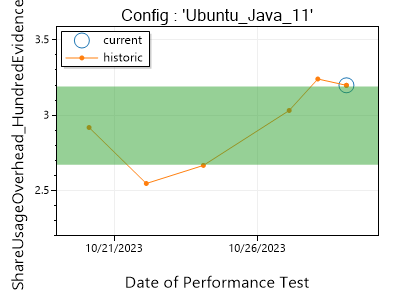 Config : 'Ubuntu_Java_11'
ShareUsageOverhead_HundredEvidence
current
historic
3.5
3
2.5
10/21/2023
10/26/2023
Date of Performance Test